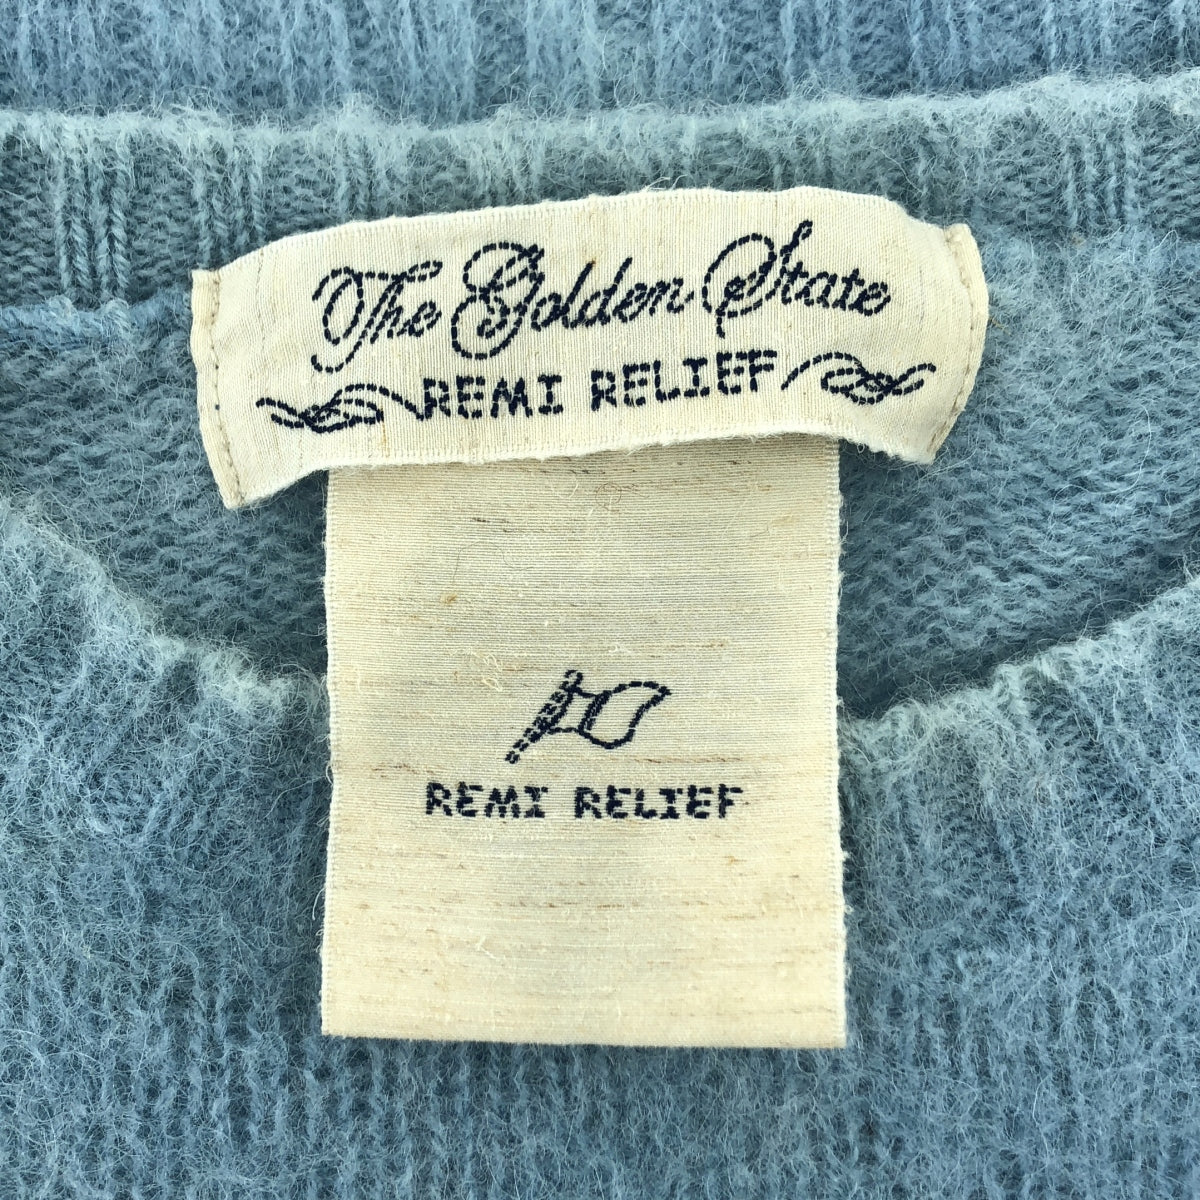 The Golden State
REMI RELIEF
REMI RELIEF